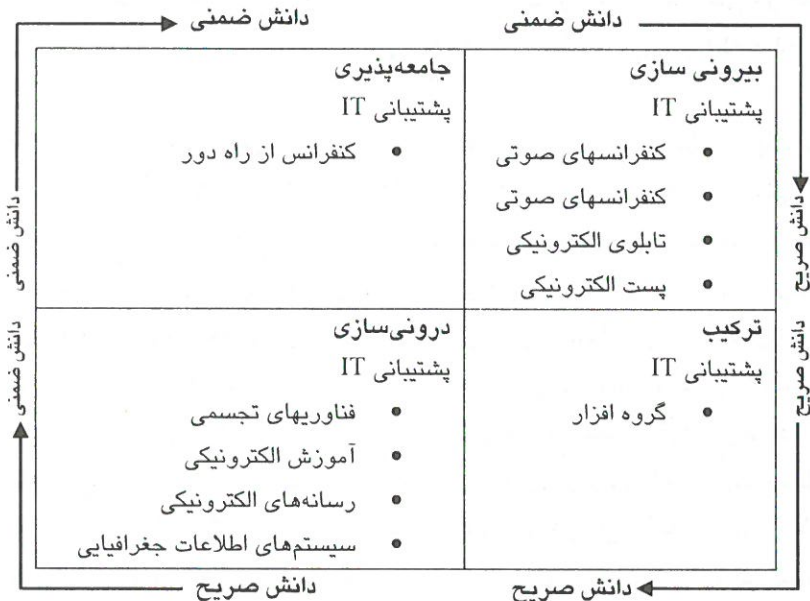 دانش ضمنی
دانش ضمنی
بیرونی سازی
پشتیبانی IT
• کنفرانسهای صوتی
• کنفرانسهای صوتی
• تابلوی الکترونیکی
• پست الکترونیکی
جامعه‌پذیری
پشتیبانی IT
• کنفرانس از راه دور
دانش صریح
دانش ضمنی
ترکیب
پشتیبانی IT
• گروه افزار
درونی‌سازی
پشتیبانی IT
• فناوریهای تجسمی
• آموزش الکترونیکی
• رسانه‌های الکترونیکی
• سیستم‌های اطلاعات جغرافیایی
دانش صریح
دانش ضمنی
دانش صریح
دانش صریح